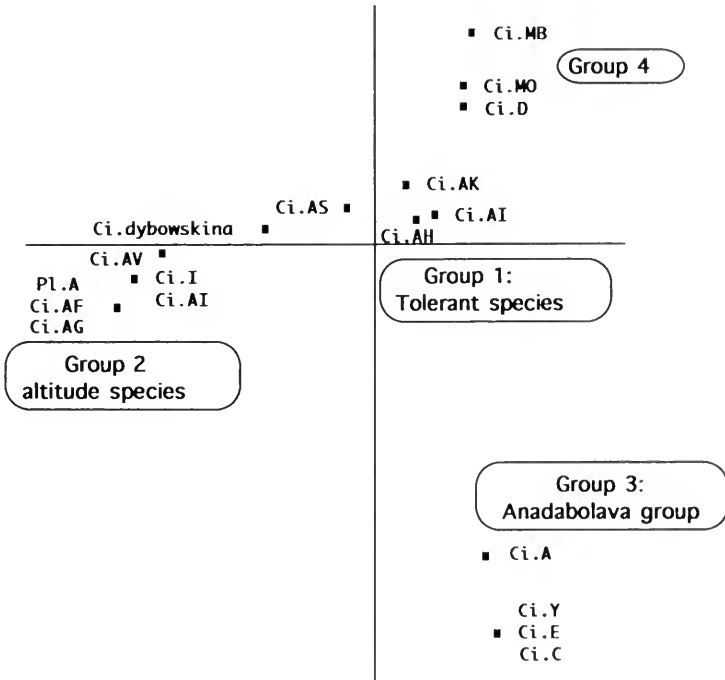 Ci.MB
Group 4
Ci.MO
Ci.D
Ci.AK
Ci.AS
Ci.AI
Ci.dybowskina
Ci.AH
Ci.AV
Group 1:
Tolerant species
Pl.A
Ci.I
Ci.AF
Ci.AI
Ci.AG
Group 2
altitude species
Group 3:
Anadabolava group
Ci.A
Ci.Y
Ci.E
Ci.C